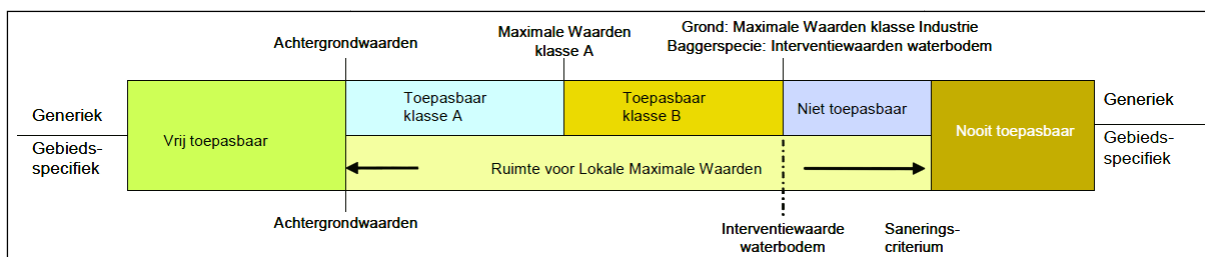 Grond: Maximale Waarden klasse Industrie
Baggerspecie: Interventiewaarden waterbodem
Maximale Waarden
klasse A
Achtergrondwaarden
Generiek
Gebieds-
specifiek
Vrij toepasbaar
Toepasbaar
klasse A
Toepasbaar
klasse B
Niet toepasbaar
Nooit toepasbaar
Ruimte voor Lokale Maximale Waarden
Generiek
Gebieds-
specifiek
Achtergrondwaarden
Interventiewaarde
waterbodem
Sanerings-
criterium